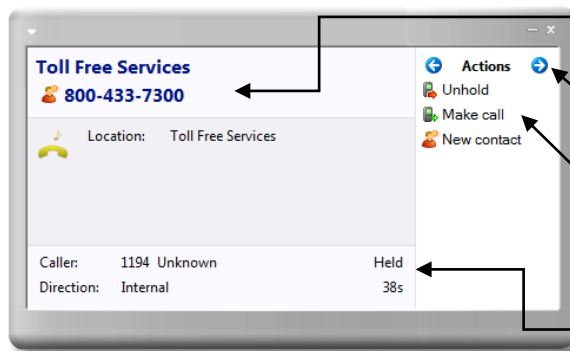 Toll Free Services
800-433-7300
Location: Toll Free Services
Caller: 1194 Unknown Held
Direction: Internal 38s
Actions
Unhold
Make call
New contact